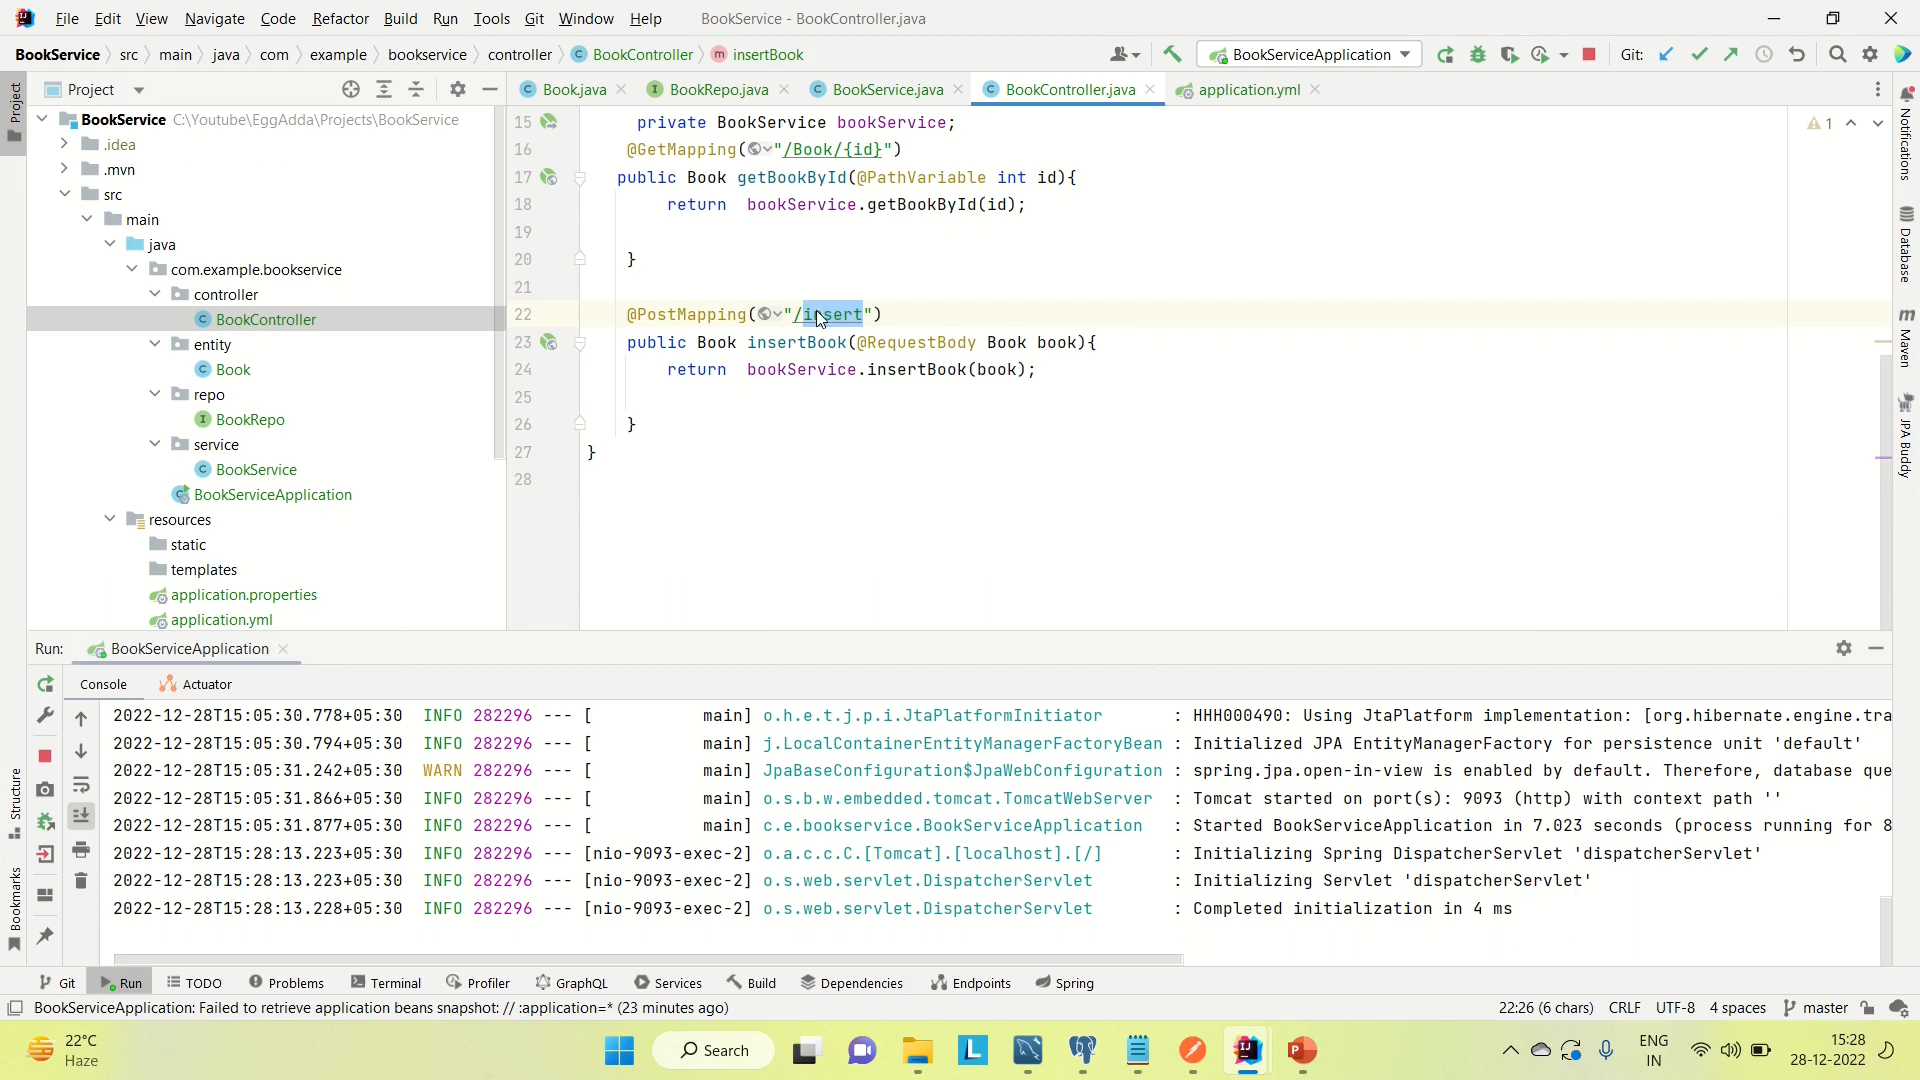 File Edit View Navigate Code Refactor Build Run Tools Git Window Help BookService - BookController.java
BookService src main java com example bookservice controller BookController insertBook BookServiceApplication Git:
Project
Book.java BookRepo.java BookService.java BookController.java application.yml
BookService C:\Youtube\EggAdda\Projects\BookService
.idea
.mvn
src
main
java
com.example.bookservice
controller
BookController
entity
Book
repo
BookRepo
service
BookService
BookServiceApplication
resources
static
templates
application.properties
application.yml
15 private BookService bookService;
16 @GetMapping("/Book/{id}")
17 public Book getBookById(@PathVariable int id){
18 return bookService.getBookById(id);
19
20 }
21
22 @PostMapping("/insert")
23 public Book insertBook(@RequestBody Book book){
24 return bookService.insertBook(book);
25
26 }
27 }
28
1
Project
Structure
Bookmarks
Notifications
Database
Maven
JPA Buddy
Run: BookServiceApplication
Console Actuator
2022-12-28T15:05:30.778+05:30 INFO 282296 --- [ main] o.h.e.t.j.p.i.JtaPlatformInitiator : HHH000490: Using JtaPlatform implementation: [org.hibernate.engine.tra
2022-12-28T15:05:30.794+05:30 INFO 282296 --- [ main] j.LocalContainerEntityManagerFactoryBean : Initialized JPA EntityManagerFactory for persistence unit 'default'
2022-12-28T15:05:31.242+05:30 WARN 282296 --- [ main] JpaBaseConfiguration$JpaWebConfiguration : spring.jpa.open-in-view is enabled by default. Therefore, database que
2022-12-28T15:05:31.866+05:30 INFO 282296 --- [ main] o.s.b.w.embedded.tomcat.TomcatWebServer : Tomcat started on port(s): 9093 (http) with context path ''
2022-12-28T15:05:31.877+05:30 INFO 282296 --- [ main] c.e.bookservice.BookServiceApplication : Started BookServiceApplication in 7.023 seconds (process running for 8
2022-12-28T15:28:13.223+05:30 INFO 282296 --- [nio-9093-exec-2] o.a.c.c.C.[Tomcat].[localhost].[/] : Initializing Spring DispatcherServlet 'dispatcherServlet'
2022-12-28T15:28:13.223+05:30 INFO 282296 --- [nio-9093-exec-2] o.s.web.servlet.DispatcherServlet : Initializing Servlet 'dispatcherServlet'
2022-12-28T15:28:13.228+05:30 INFO 282296 --- [nio-9093-exec-2] o.s.web.servlet.DispatcherServlet : Completed initialization in 4 ms
Git Run TODO Problems Terminal Profiler GraphQL Services Build Dependencies Endpoints Spring
BookServiceApplication: Failed to retrieve application beans snapshot: // :application=* (23 minutes ago) 22:26 (6 chars) CRLF UTF-8 4 spaces master
22°C
Haze
Search
ENG
IN
15:28
28-12-2022